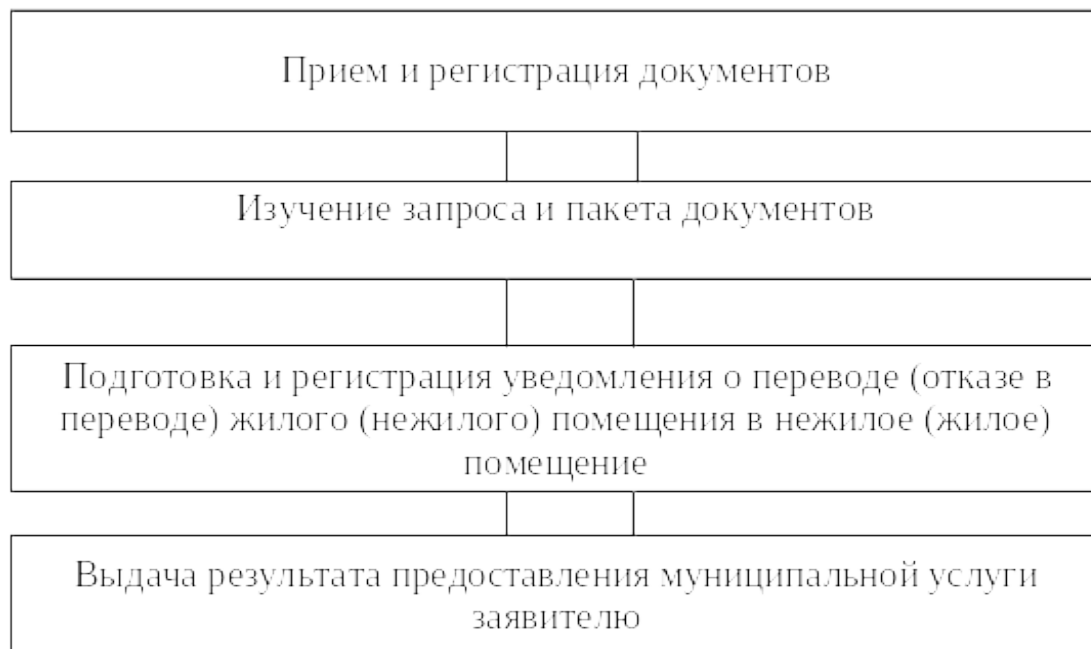 Прием и регистрация документов
Изучение запроса и пакета документов
Подготовка и регистрация уведомления о переводе (отказе в
переводе) жилого (нежилого) помещения в нежилое (жилое)
помещение
Выдача результата предоставления муниципальной услуги
заявителю